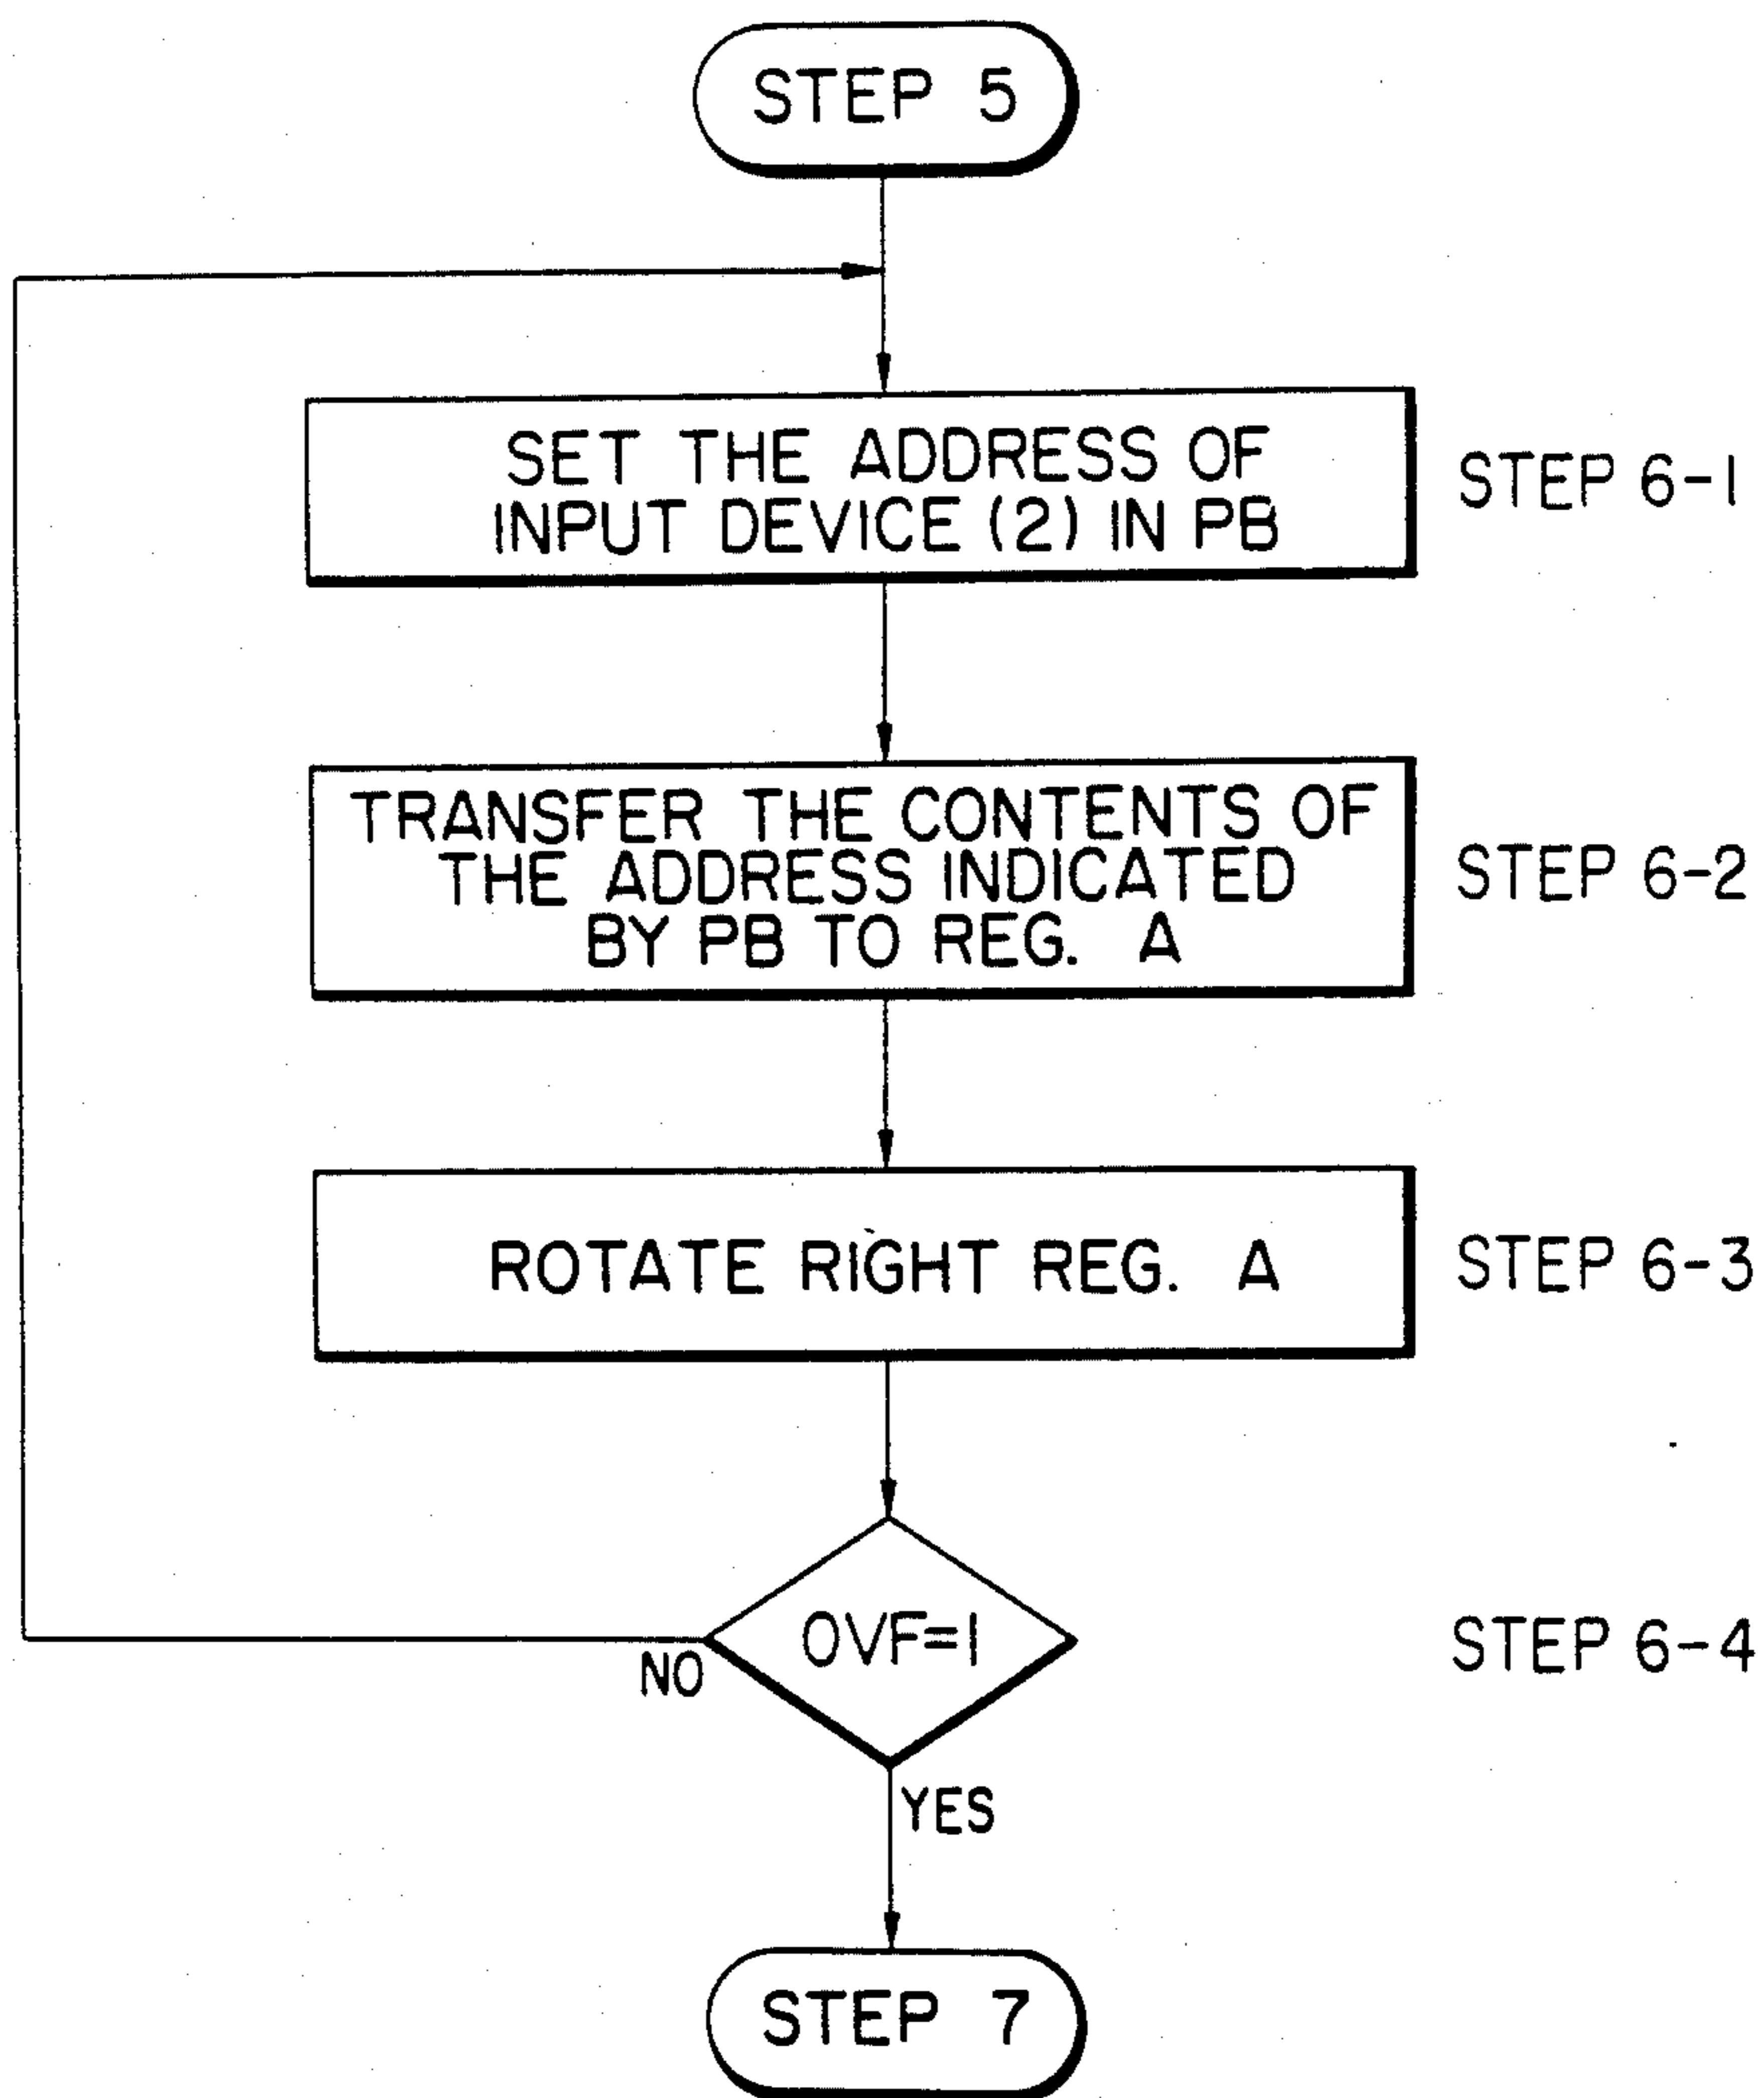 STEP 5
SET THE ADDRESS OF
INPUT DEVICE (2) IN PB
STEP 6-1
TRANSFER THE CONTENTS OF
THE ADDRESS INDICATED
BY PB TO REG. A
STEP 6-2
ROTATE RIGHT REG. A
STEP 6-3
OVF=1
STEP 6-4
NO
YES
STEP 7